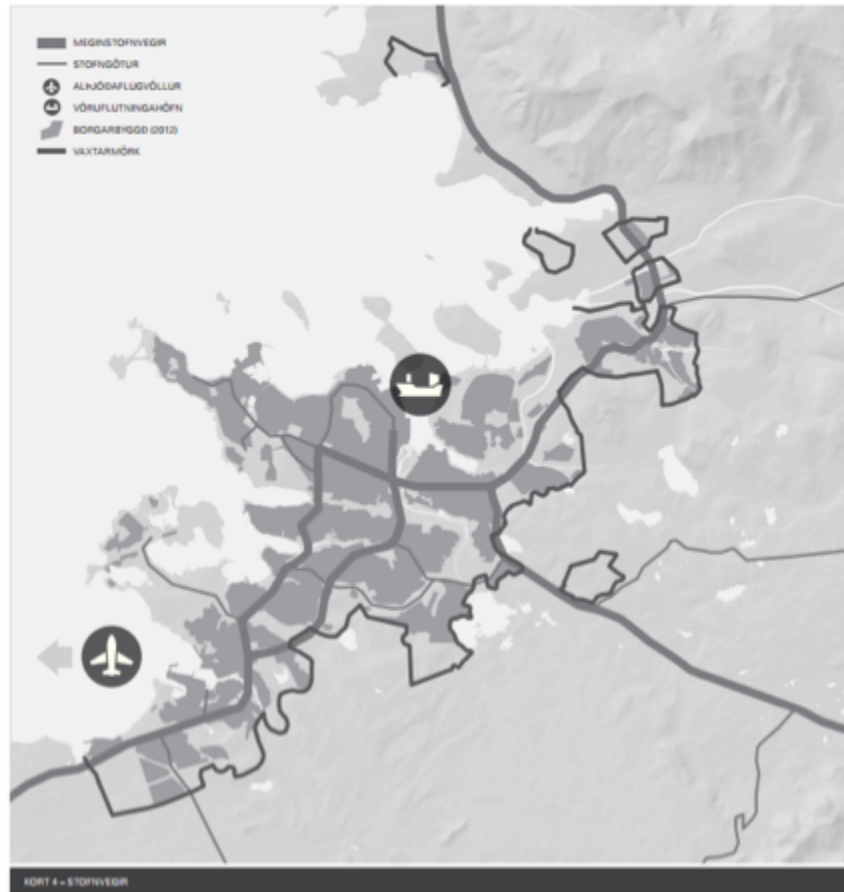 MEGINSTOFNVEGIR
STOFNGÖTUR
ALÞJÓÐAFLUGVÖLLUR
VÖRUFLUTNINGAHÖFN
BORGARBYGGÐ (2012)
VAXTARMÖRK
KORT 4 – STOFNVEGIR